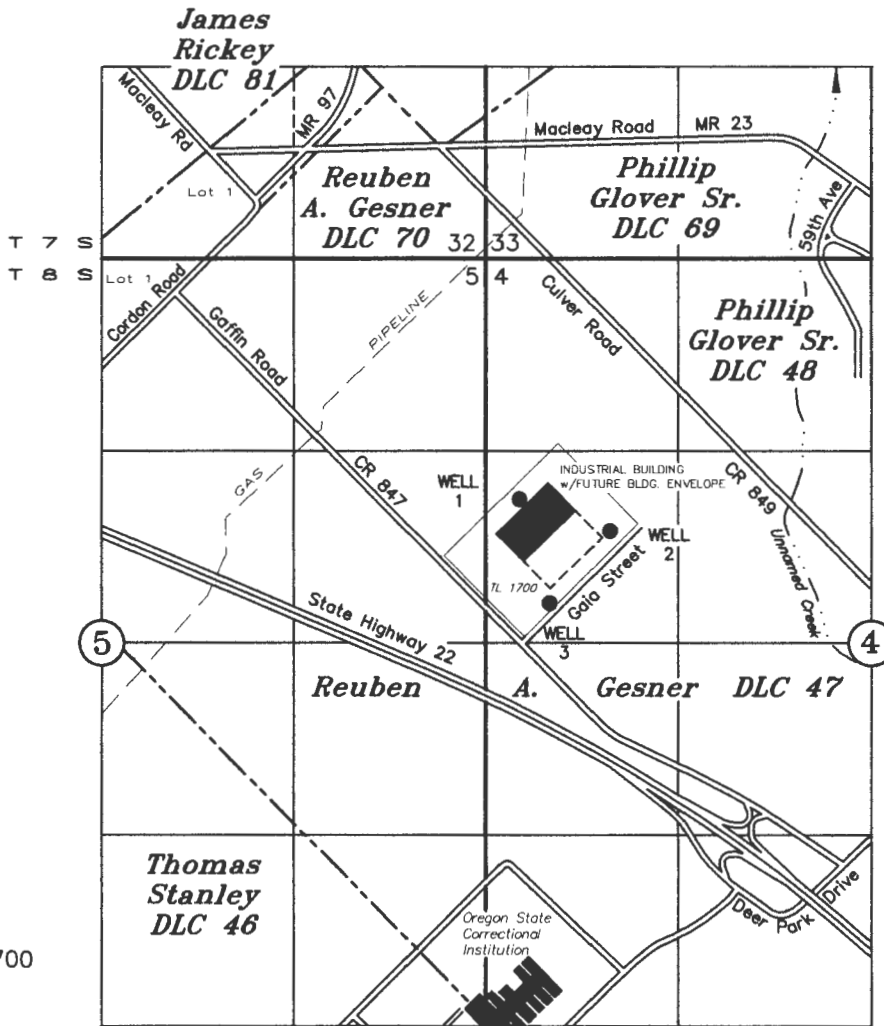 James
Rickey
DLC 81
Macleay Rd
MR 97
Macleay Road MR 23
Lot 1
Reuben
A. Gesner
DLC 70
Phillip
Glover Sr.
DLC 69
59th Ave
32 33
T 7 S
T 8 S
5 4
Lot 1
Cordon Road
Gaffin Road
PIPELINE
Culver Road
Phillip
Glover Sr.
DLC 48
GAS
CR 847
WELL
1
INDUSTRIAL BUILDING
w/FUTURE BLDG. ENVELOPE
CR 849
WELL
2
Unnamed Creek
TL 1700
Gaia Street
WELL
3
State Highway 22
5
4
Reuben A. Gesner DLC 47
Thomas
Stanley
DLC 46
Oregon State
Correctional
Institution
Deer Park Drive
700